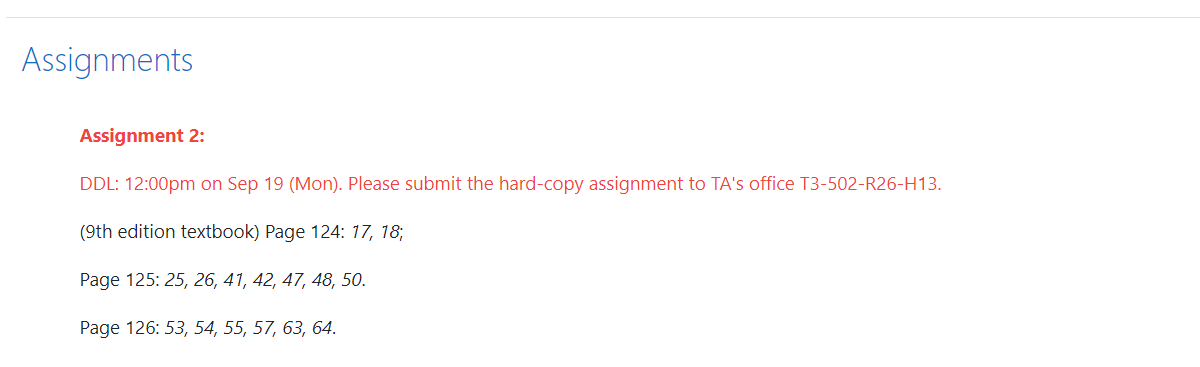 Assignments
Assignment 2:
DDL: 12:00pm on Sep 19 (Mon). Please submit the hard-copy assignment to TA's office T3-502-R26-H13.
(9th edition textbook) Page 124: 17, 18;
Page 125: 25, 26, 41, 42, 47, 48, 50.
Page 126: 53, 54, 55, 57, 63, 64.